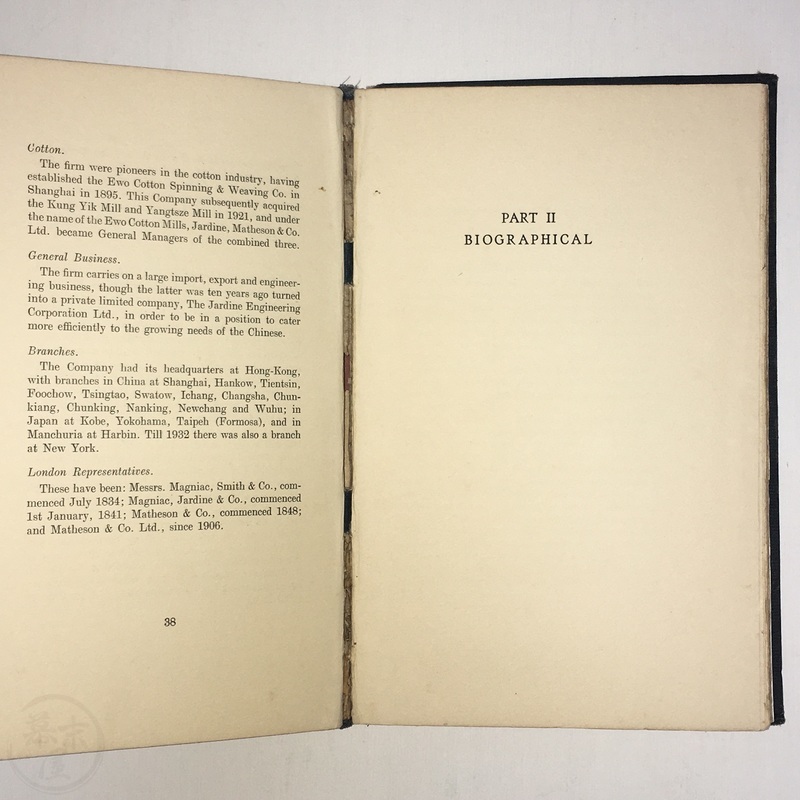 Cotton.
The firm were pioneers in the cotton industry, having
established the Ewo Cotton Spinning & Weaving Co. in
Shanghai in 1895. This Company subsequently acquired
the Kung Yik Mill and Yangtsze Mill in 1921, and under
the name of the Ewo Cotton Mills, Jardine, Matheson & Co.
Ltd. became General Managers of the combined three.
General Business.
The firm carries on a large import, export and engineer-
ing business, though the latter was ten years ago turned
into a private limited company, The Jardine Engineering
Corporation Ltd., in order to be in a position to cater
more efficiently to the growing needs of the Chinese.
Branches.
The Company had its headquarters at Hong-Kong,
with branches in China at Shanghai, Hankow, Tientsin,
Foochow, Tsingtao, Swatow, Ichang, Changsha, Chun-
kiang, Chunking, Nanking, Newchang and Wuhu; in
Japan at Kobe, Yokohama, Taipeh (Formosa), and in
Manchuria at Harbin. Till 1932 there was also a branch
at New York.
London Representatives.
These have been: Messrs. Magniac, Smith & Co., com-
menced July 1834; Magniac, Jardine & Co., commenced
1st January, 1841; Matheson & Co., commenced 1848;
and Matheson & Co. Ltd., since 1906.
38
PART II
BIOGRAPHICAL